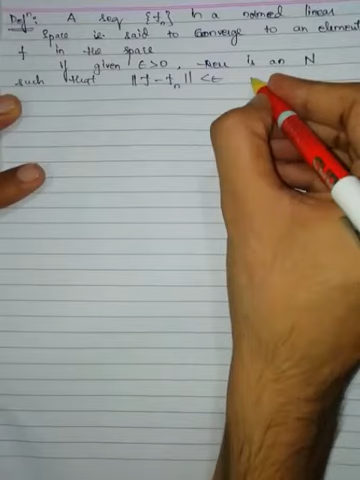 Defⁿ: A seq {fₙ} in a normed linear
Space is said to Converge to an element
f in the space
if given ε>0, there is an N
such that ||f - fₙ|| < ε